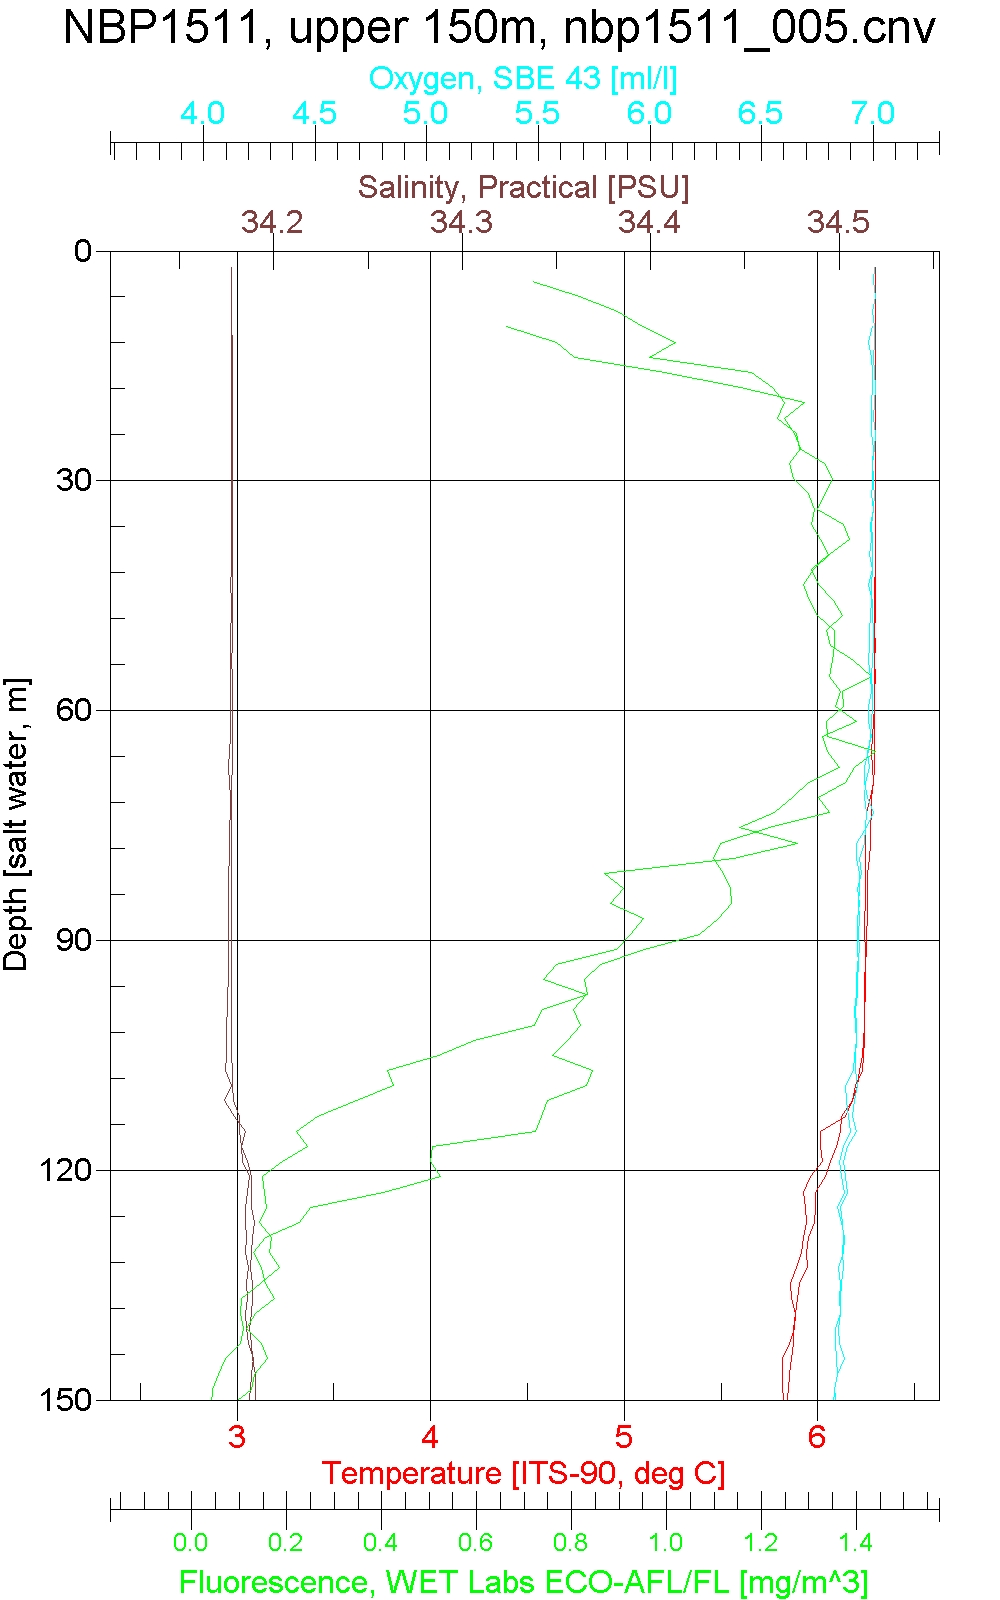 NBP1511, upper 150m, nbp1511_005.cnv
Oxygen, SBE 43 [ml/l]
4.0 4.5 5.0 5.5 6.0 6.5 7.0
Salinity, Practical [PSU]
34.2 34.3 34.4 34.5
0
30
60
90
120
150
Depth [salt water, m]
3 4 5 6
Temperature [ITS-90, deg C]
0.0 0.2 0.4 0.6 0.8 1.0 1.2 1.4
Fluorescence, WET Labs ECO-AFL/FL [mg/m^3]